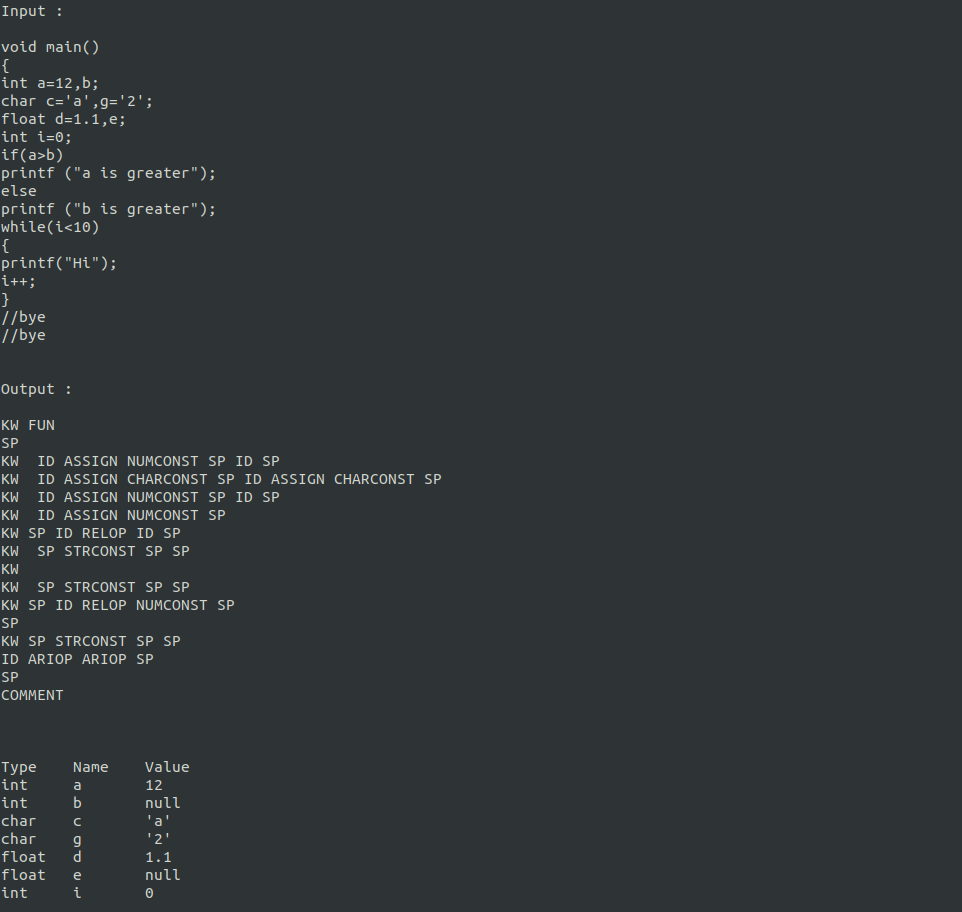 Input :
void main()
{
int a=12,b;
char c='a',g='2';
float d=1.1,e;
int i=0;
if(a>b)
printf ("a is greater");
else
printf ("b is greater");
while(i<10)
{
printf("Hi");
i++;
}
//bye
//bye
Output :
KW FUN
SP
KW  ID ASSIGN NUMCONST SP ID SP
KW  ID ASSIGN CHARCONST SP ID ASSIGN CHARCONST SP
KW  ID ASSIGN NUMCONST SP ID SP
KW  ID ASSIGN NUMCONST SP
KW SP ID RELOP ID SP
KW  SP STRCONST SP SP
KW
KW  SP STRCONST SP SP
KW SP ID RELOP NUMCONST SP
SP
KW SP STRCONST SP SP
ID ARIOP ARIOP SP
SP
COMMENT
Type    Name    Value
int     a       12
int     b       null
char    c       'a'
char    g       '2'
float   d       1.1
float   e       null
int     i       0